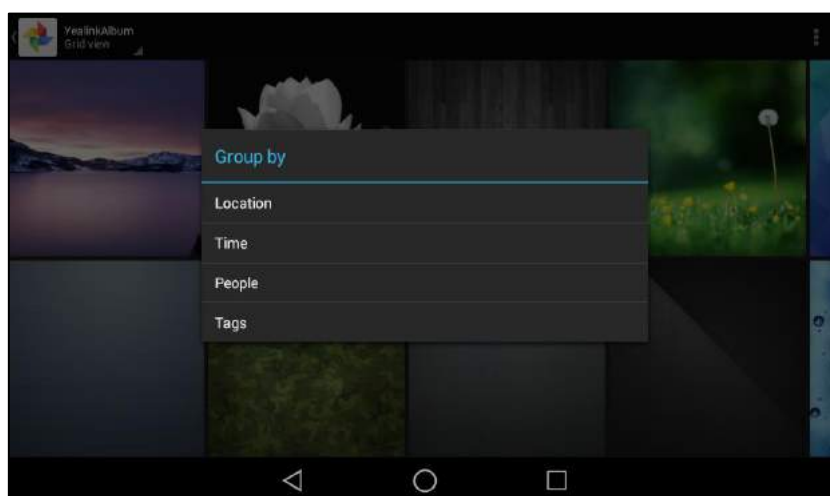 YealinkAlbum
Grid view
Group by
Location
Time
People
Tags